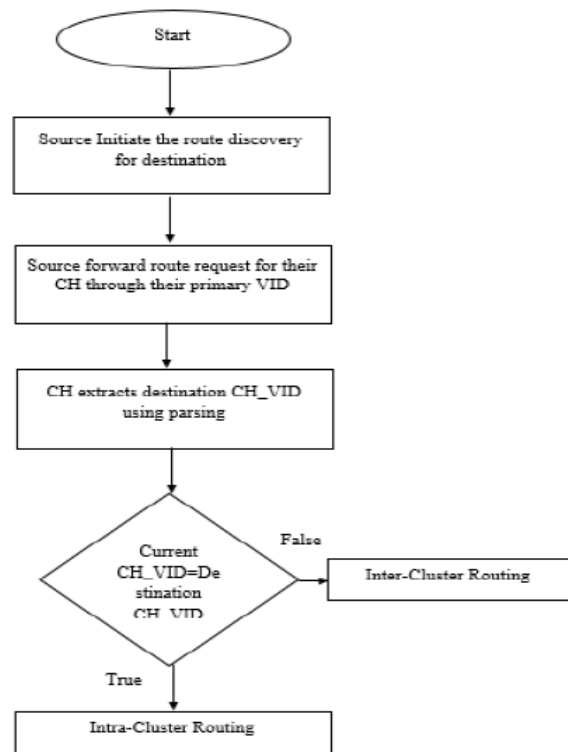 Start
Source Initiate the route discovery
for destination
Source forward route request for their
CH through their primary VID
CH extracts destination CH_VID
using parsing
Current
CH_VID=De
stination
CH_VID
False
Inter-Cluster Routing
True
Intra-Cluster Routing